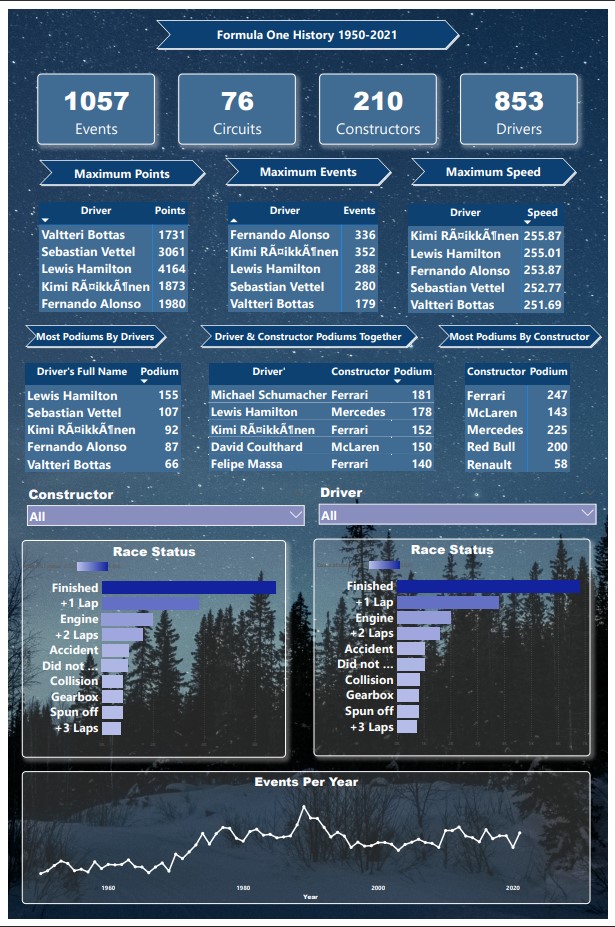 Formula One History 1950-2021
1057 76 210 853
Events Circuits Constructors Drivers
Maximum Points Maximum Events Maximum Speed
Driver Points
Valtteri Bottas 1731
Sebastian Vettel 3061
Lewis Hamilton 4164
Kimi RÃ¤ikkÃ¶nen 1873
Fernando Alonso 1980
Driver Events
Fernando Alonso 336
Kimi RÃ¤ikkÃ¶nen 352
Lewis Hamilton 288
Sebastian Vettel 280
Valtteri Bottas 179
Driver Speed
Kimi RÃ¤ikkÃ¶nen 255.87
Lewis Hamilton 255.01
Fernando Alonso 253.87
Sebastian Vettel 252.77
Valtteri Bottas 251.69
Most Podiums By Drivers Driver & Constructor Podiums Together Most Podiums By Constructor
Driver's Full Name Podium
Lewis Hamilton 155
Sebastian Vettel 107
Kimi RÃ¤ikkÃ¶nen 92
Fernando Alonso 87
Valtteri Bottas 66
Driver' Constructor Podium
Michael Schumacher Ferrari 181
Lewis Hamilton Mercedes 178
Kimi RÃ¤ikkÃ¶nen Ferrari 152
David Coulthard McLaren 150
Felipe Massa Ferrari 140
Constructor Podium
Ferrari 247
McLaren 143
Mercedes 225
Red Bull 200
Renault 58
Constructor
All
Driver
All
Race Status
Finished
+1 Lap
Engine
+2 Laps
Accident
Did not ...
Collision
Gearbox
Spun off
+3 Laps
Race Status
Finished
+1 Lap
Engine
+2 Laps
Accident
Did not ...
Collision
Gearbox
Spun off
+3 Laps
Events Per Year
1960 1980 2000 2020
Year